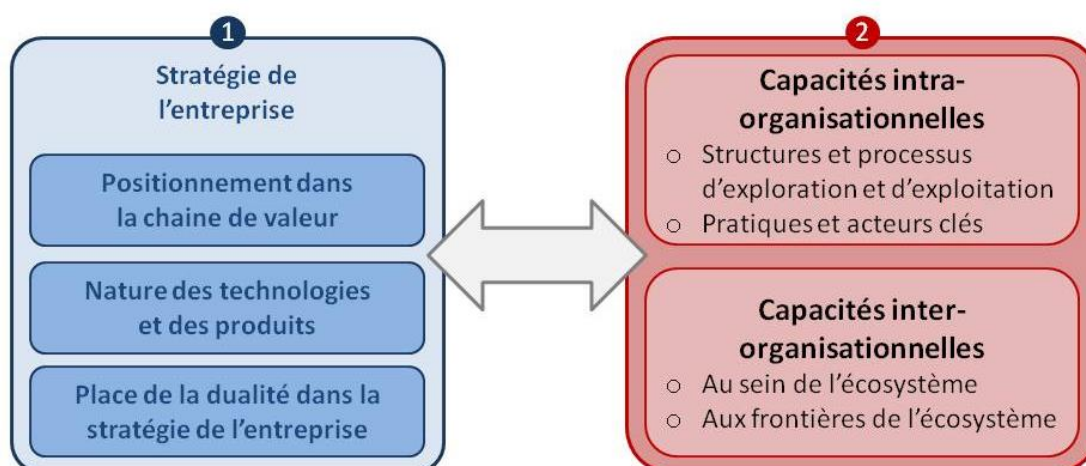 1
Stratégie de
l’entreprise
Positionnement dans
la chaine de valeur
Nature des technologies
et des produits
Place de la dualité dans la
stratégie de l’entreprise
2
Capacités intra-
organisationnelles
o Structures et processus
d’exploration et d’exploitation
o Pratiques et acteurs clés
Capacités inter-
organisationnelles
o Au sein de l’écosystème
o Aux frontières de l’écosystème